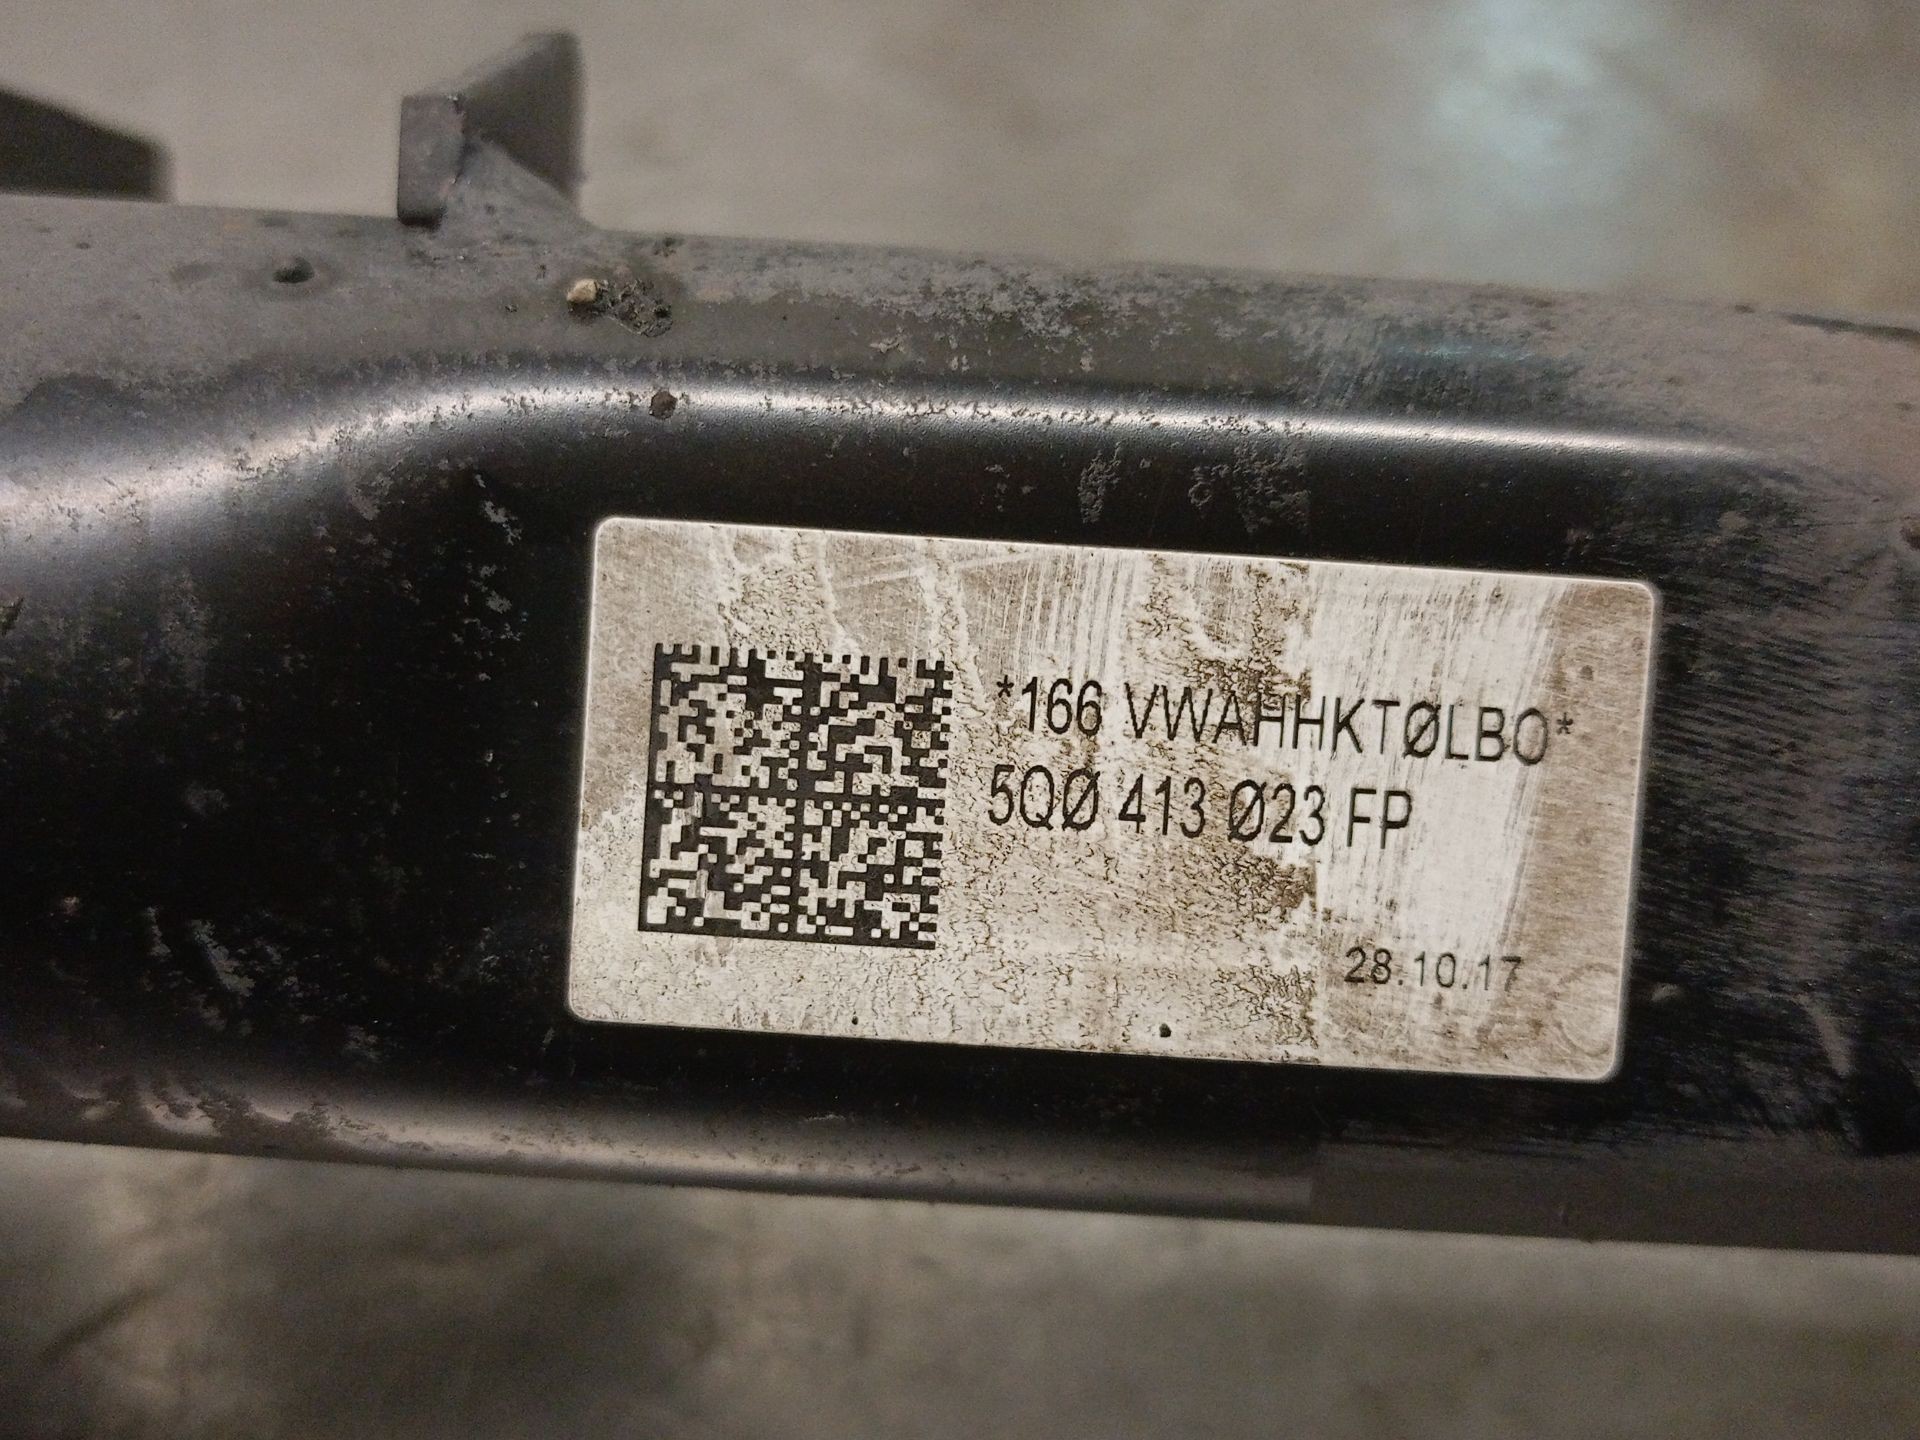 *166 VWAHHKTØLBO*
5QØ 413 Ø23 FP
28.10.17